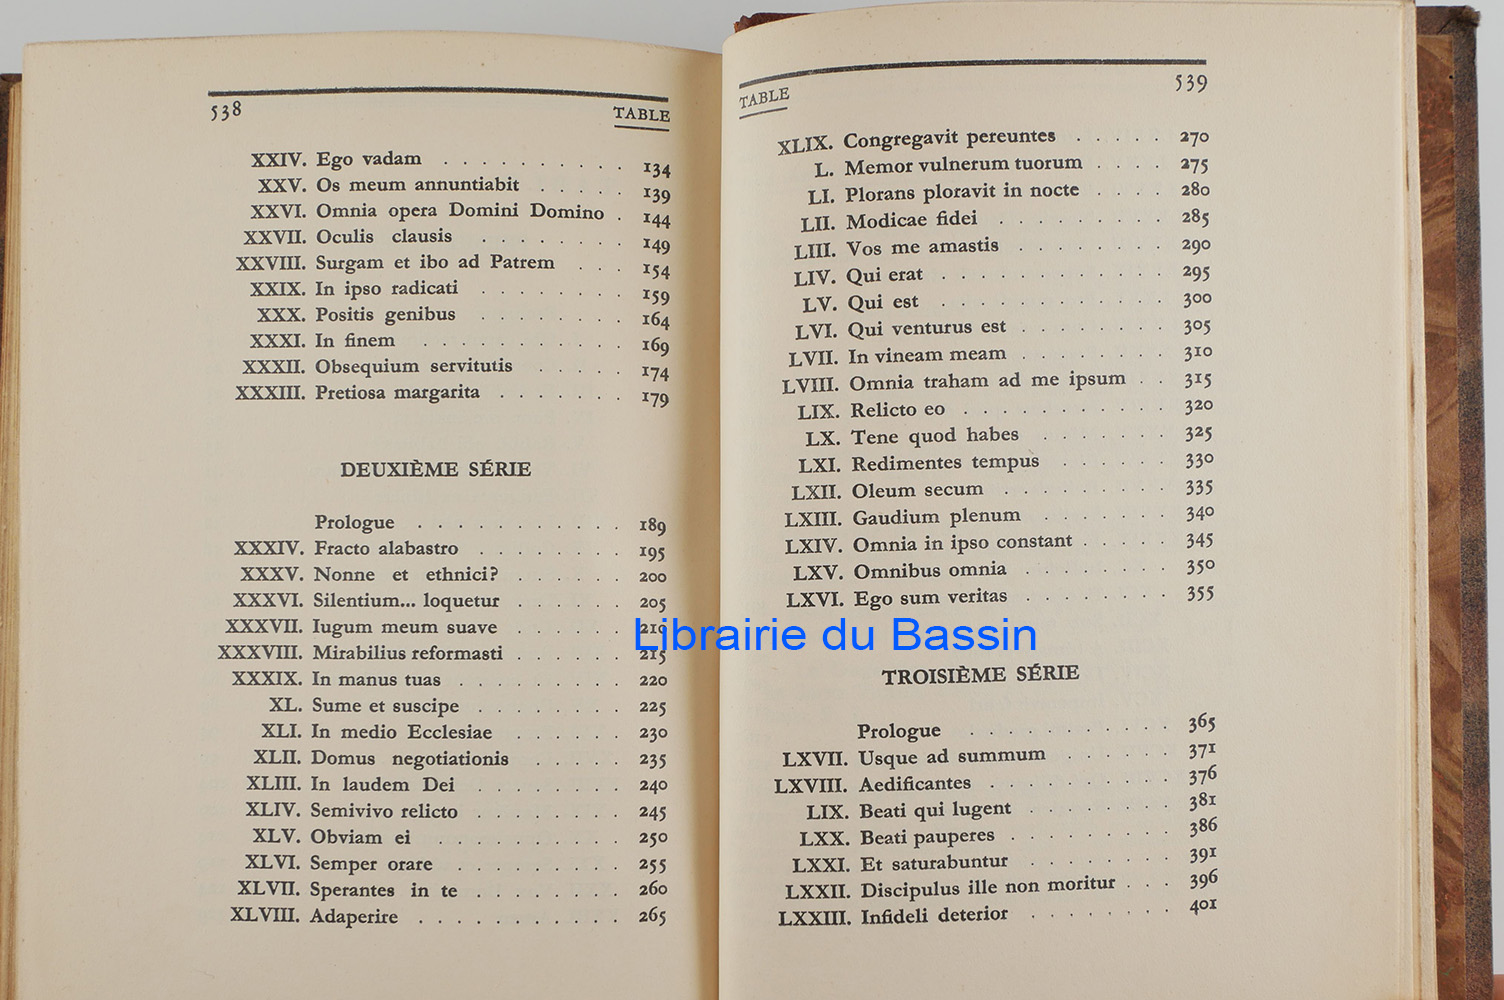 538
TABLE
XXIV. Ego vadam . . . . . . . . . . 134
XXV. Os meum annuntiabit . . . . . 139
XXVI. Omnia opera Domini Domino . 144
XXVII. Oculis clausis . . . . . . . . 149
XXVIII. Surgam et ibo ad Patrem . . . 154
XXIX. In ipso radicati . . . . . . . . 159
XXX. Positis genibus . . . . . . . . 164
XXXI. In finem . . . . . . . . . . . 169
XXXII. Obsequium servitutis . . . . . 174
XXXIII. Pretiosa margarita . . . . . . . 179
DEUXIÈME SÉRIE
Prologue . . . . . . . . . . . 189
XXXIV. Fracto alabastro . . . . . . . . 195
XXXV. Nonne et ethnici? . . . . . . 200
XXXVI. Silentium... loquetur . . . . . . 205
XXXVII. Iugum meum suave . . . . . . 210
XXXVIII. Mirabilius reformasti . . . . . . 215
XXXIX. In manus tuas . . . . . . . . . 220
XL. Sume et suscipe . . . . . . . . 225
XLI. In medio Ecclesiae . . . . . . . 230
XLII. Domus negotiationis . . . . . 235
XLIII. In laudem Dei . . . . . . . . 240
XLIV. Semivivo relicto . . . . . . . . 245
XLV. Obviam ei . . . . . . . . . . 250
XLVI. Semper orare . . . . . . . . . 255
XLVII. Sperantes in te . . . . . . . . 260
XLVIII. Adaperire . . . . . . . . . . . 265
TABLE
539
XLIX. Congregavit pereuntes . . . . . 270
L. Memor vulnerum tuorum . . . . 275
LI. Plorans ploravit in nocte . . . . 280
LII. Modicae fidei . . . . . . . . . 285
LIII. Vos me amastis . . . . . . . . 290
LIV. Qui erat . . . . . . . . . . . . 295
LV. Qui est . . . . . . . . . . . . 300
LVI. Qui venturus est . . . . . . . . 305
LVII. In vineam meam . . . . . . . . 310
LVIII. Omnia traham ad me ipsum . . 315
LIX. Relicto eo . . . . . . . . . . . 320
LX. Tene quod habes . . . . . . . 325
LXI. Redimentes tempus . . . . . . 330
LXII. Oleum secum . . . . . . . . . 335
LXIII. Gaudium plenum . . . . . . . 340
LXIV. Omnia in ipso constant . . . . . 345
LXV. Omnibus omnia . . . . . . . . 350
LXVI. Ego sum veritas . . . . . . . . 355
Librairie du Bassin
TROISIÈME SÉRIE
Prologue . . . . . . . . . . . 365
LXVII. Usque ad summum . . . . . . 371
LXVIII. Aedificantes . . . . . . . . . . 376
LIX. Beati qui lugent . . . . . . . . 381
LXX. Beati pauperes . . . . . . . . . 386
LXXI. Et saturabuntur . . . . . . . . 391
LXXII. Discipulus ille non moritur . . . 396
LXXIII. Infideli deterior . . . . . . . . 401